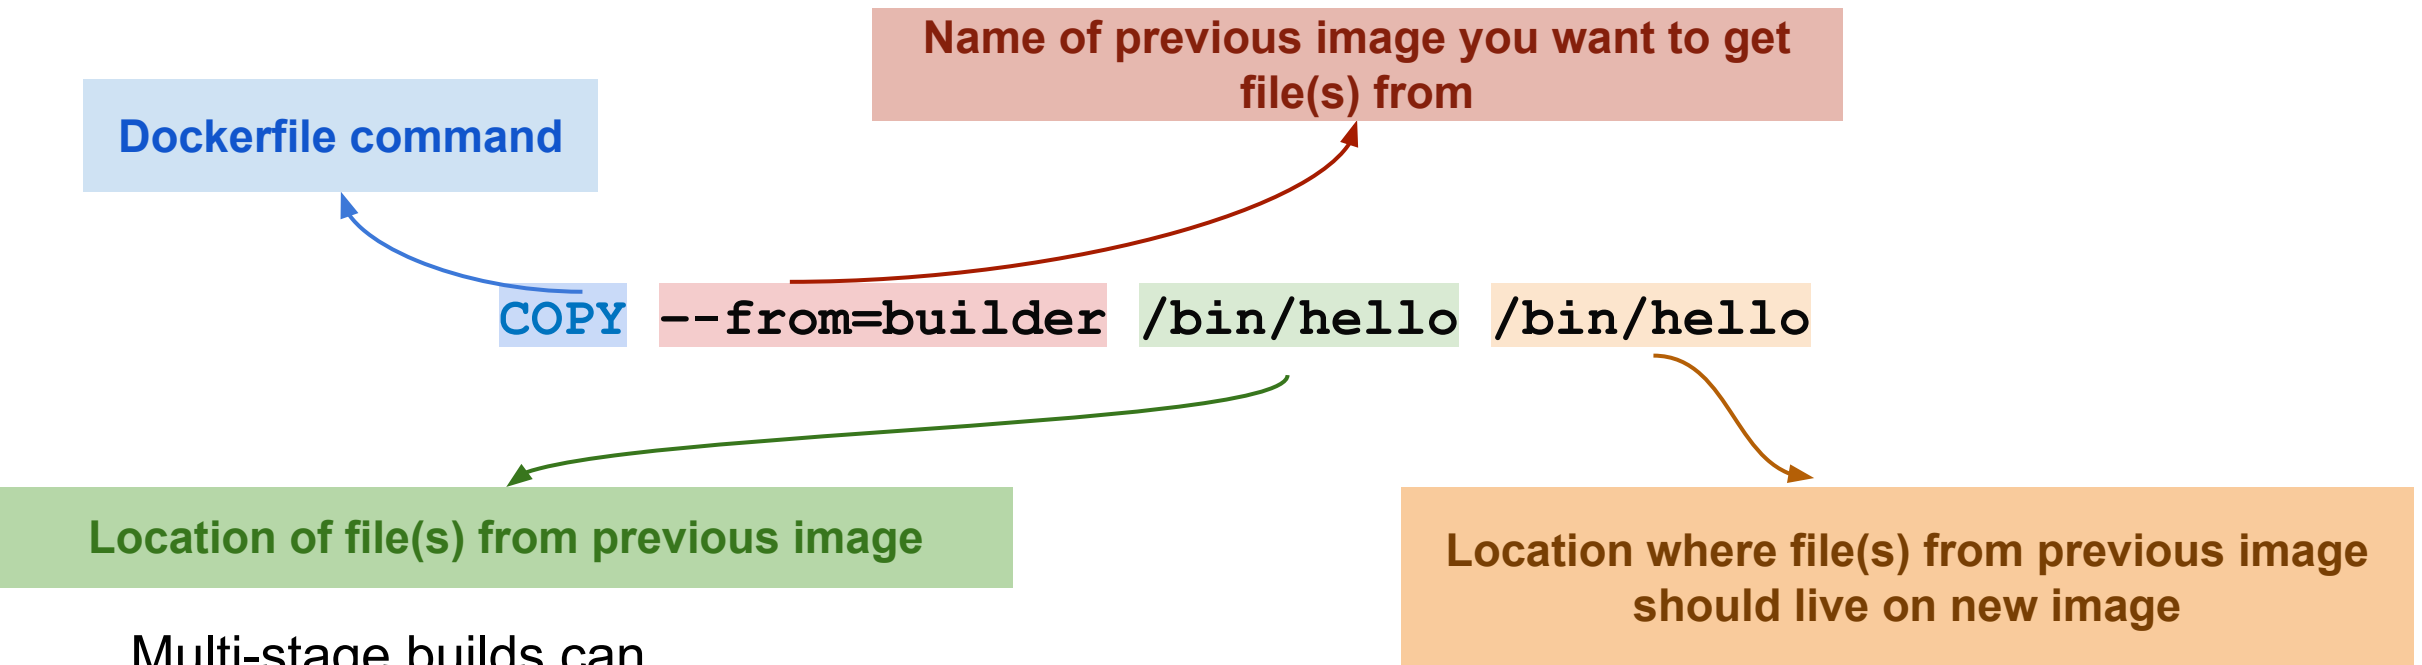 Name of previous image you want to get
file(s) from
Dockerfile command
COPY --from=builder /bin/hello /bin/hello
Location of file(s) from previous image
Location where file(s) from previous image
should live on new image
Multi-stage builds can